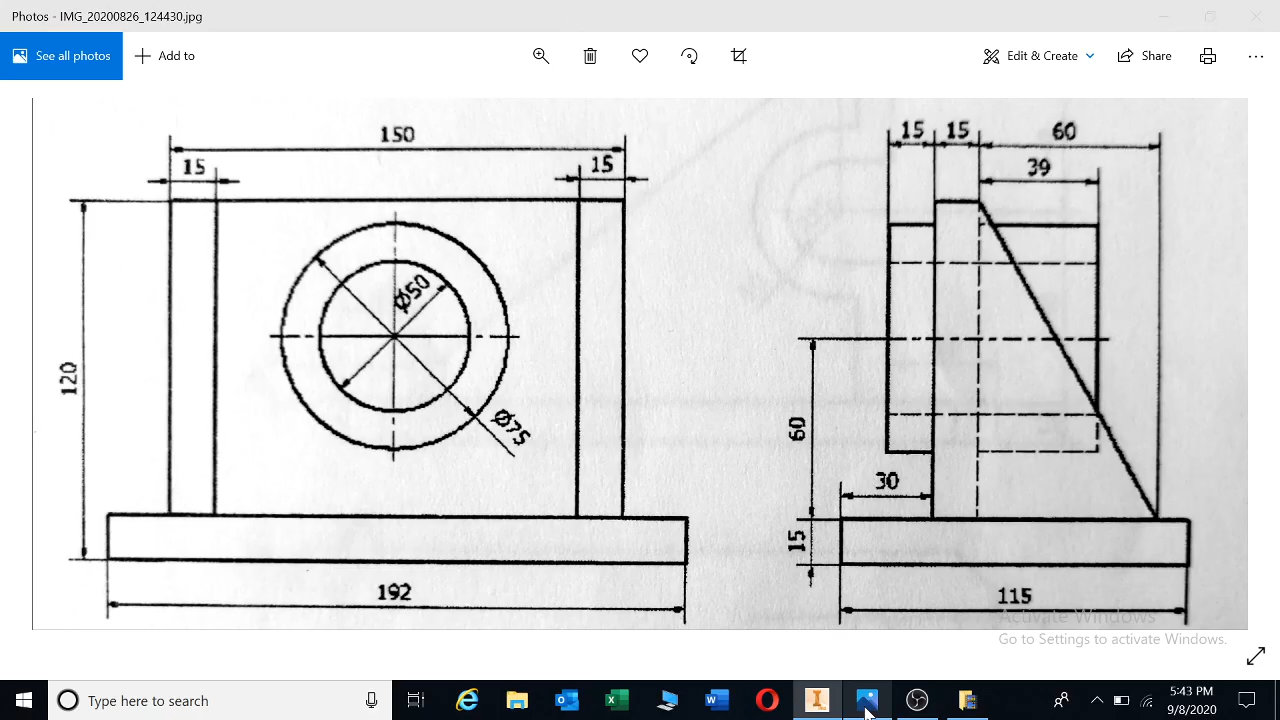 Photos - IMG_20200826_124430.jpg
See all photos
Add to
Edit & Create
Share
150
15
15
120
Ø50
Ø75
192
15
15
60
39
60
30
15
115
Activate Windows
Go to Settings to activate Windows.
Type here to search
5:43 PM
9/8/2020